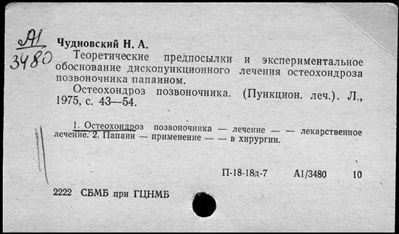 А1
3480
Чудновский Н. А.
Теоретические предпосылки и экспериментальное
обоснование дископункционного лечения остеохондроза
позвоночника папаином.
Остеохондроз позвоночника. (Пункцион. леч.). Л.,
1975, с. 43—54.
1. Остеохондроз позвоночника — лечение — — лекарственное
лечение. 2. Папаин — применение — — в хирургии.
П-18-18д-7 А1/3480 10
2222 СБМБ при ГЦНМБ